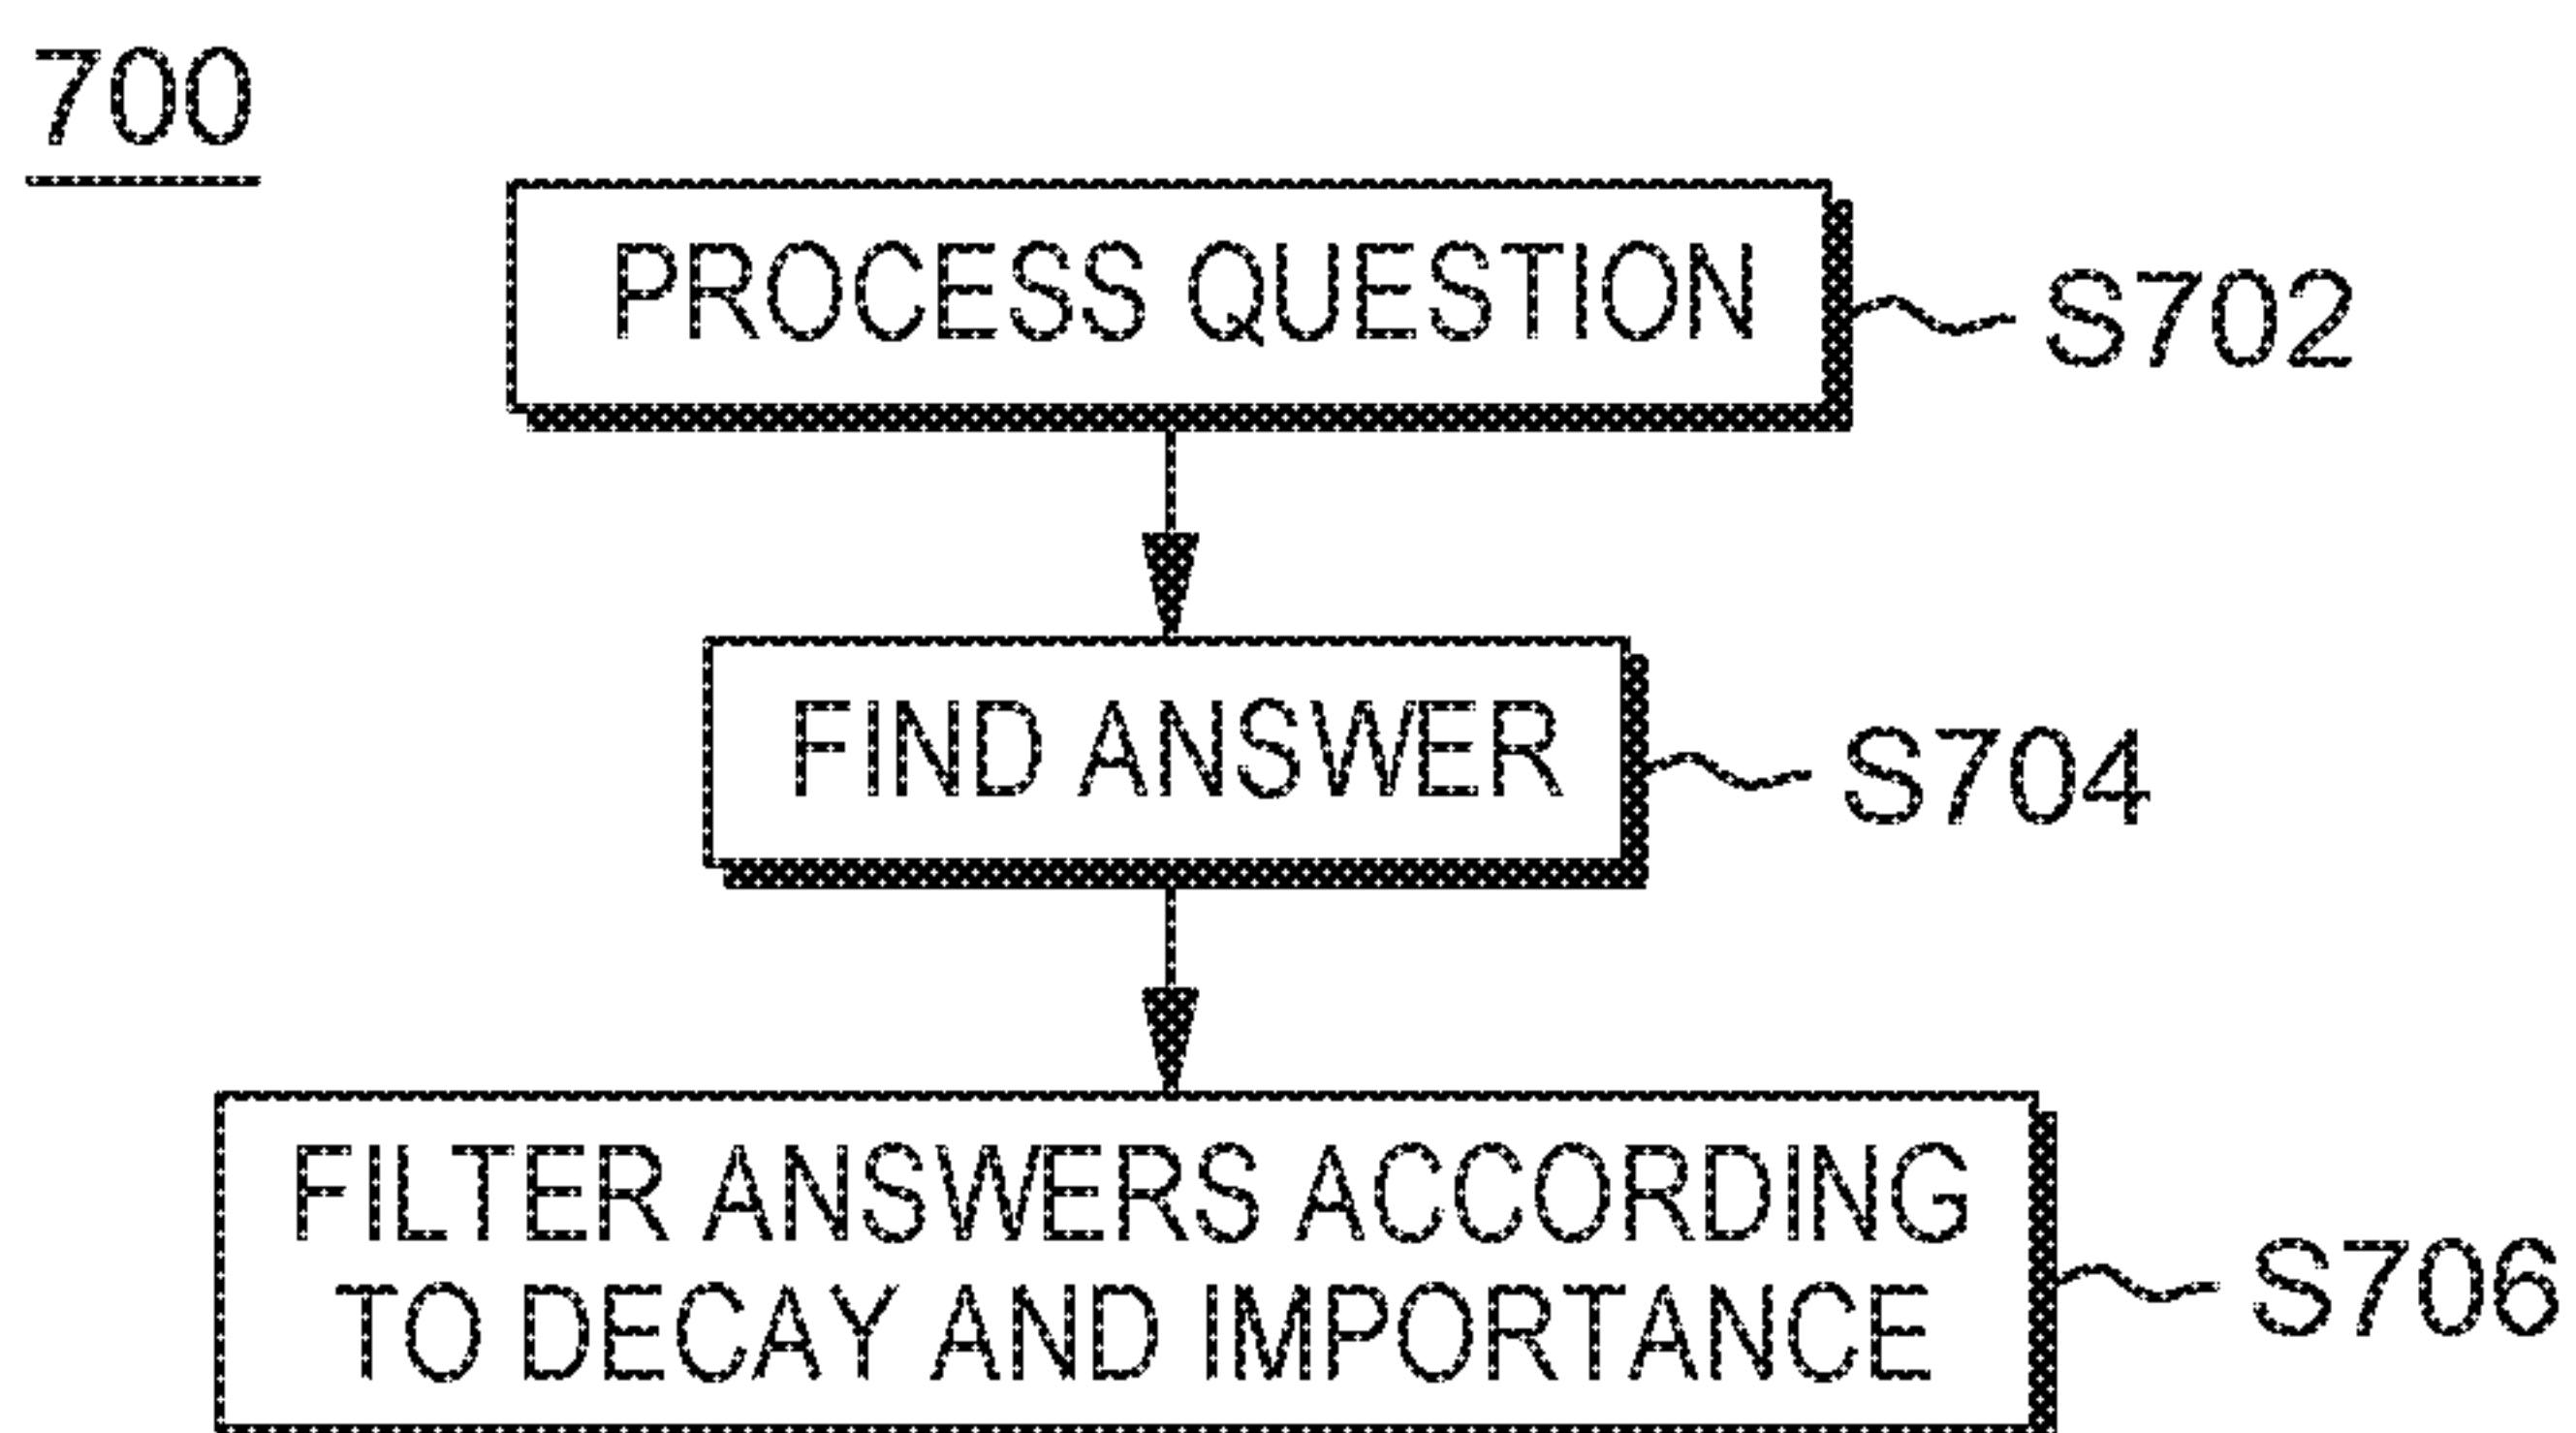 700
PROCESS QUESTION
S702
FIND ANSWER
S704
FILTER ANSWERS ACCORDING
TO DECAY AND IMPORTANCE
S706